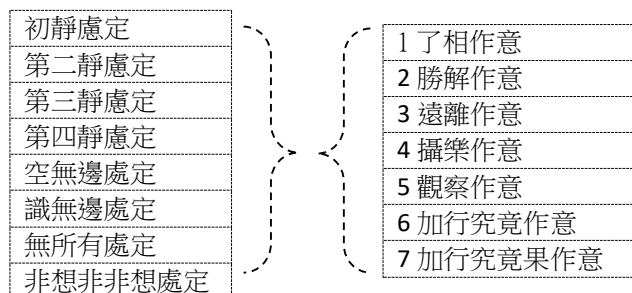 初靜慮定
第二靜慮定
第三靜慮定
第四靜慮定
空無邊處定
識無邊處定
無所有處定
非想非非想處定
1 了相作意
2 勝解作意
3 遠離作意
4 攝樂作意
5 觀察作意
6 加行究竟作意
7 加行究竟果作意